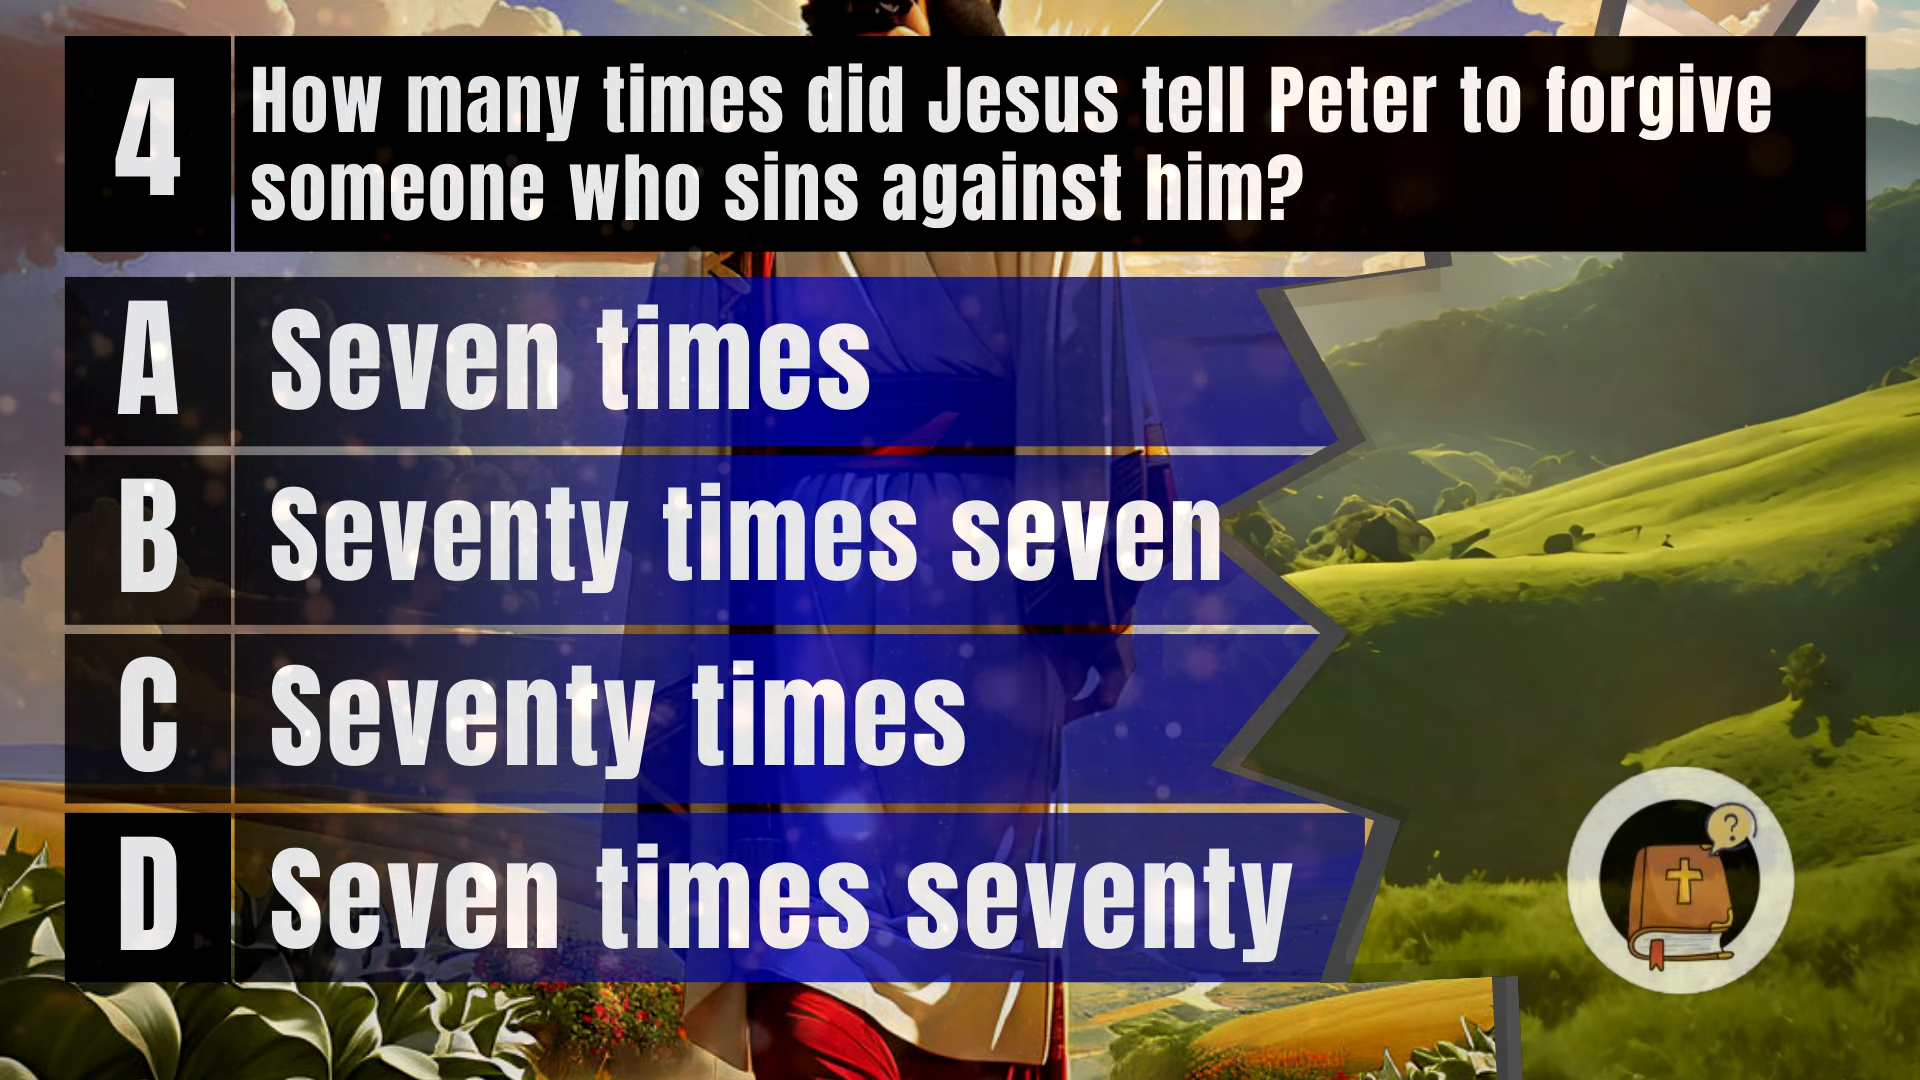 4
How many times did Jesus tell Peter to forgive
someone who sins against him?
A Seven times
B Seventy times seven
C Seventy times
D Seven times seventy
?